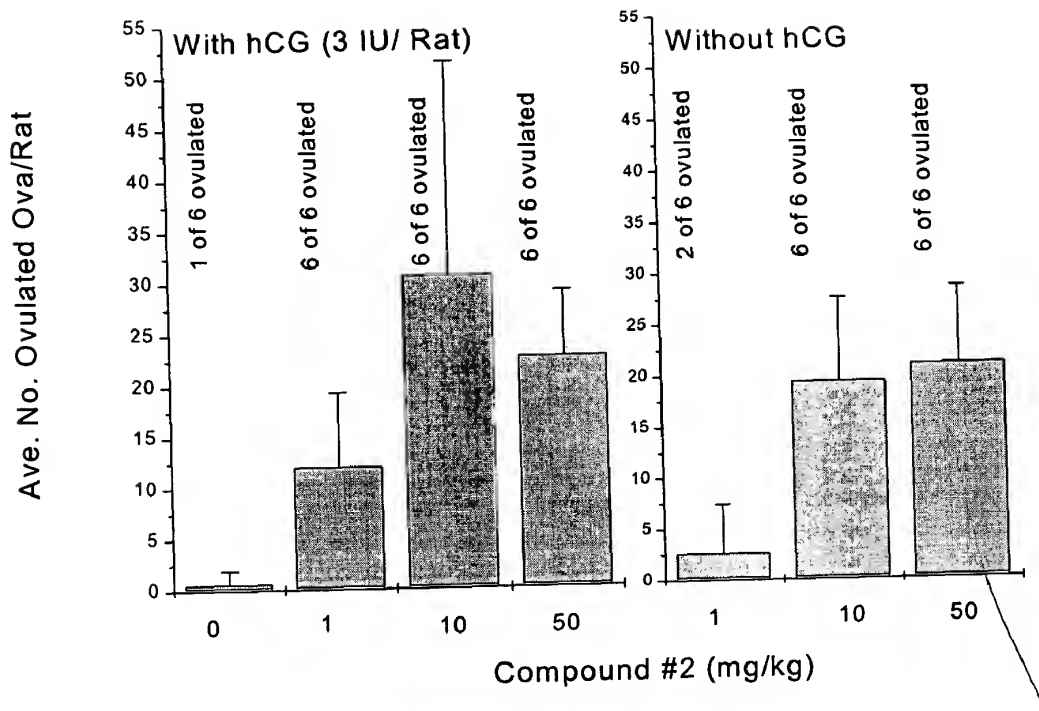 Ave. No. Ovulated Ova/Rat
55
50
45
40
35
30
25
20
15
10
5
0
With hCG (3 IU/ Rat)
1 of 6 ovulated
6 of 6 ovulated
6 of 6 ovulated
6 of 6 ovulated
0
1
10
50
55
50
45
40
35
30
25
20
15
10
5
0
Without hCG
2 of 6 ovulated
6 of 6 ovulated
6 of 6 ovulated
1
10
50
Compound #2 (mg/kg)